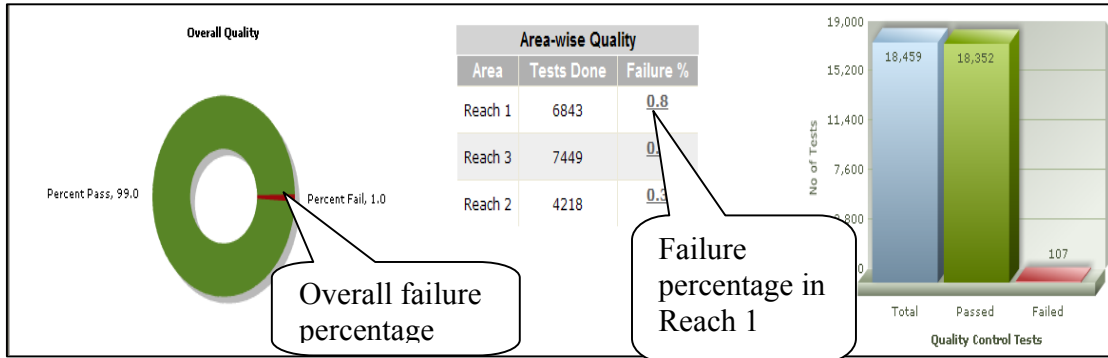 Overall Quality
Percent Pass, 99.0
Percent Fail, 1.0
Overall failure
percentage
Area-wise Quality
Area Tests Done Failure %
Reach 1 6843 0.8
Reach 3 7449
Reach 2 4218 0.3
Failure
percentage in
Reach 1
19,000
15,200
11,400
7,600
No of Tests
18,459
18,352
107
Total Passed Failed
Quality Control Tests